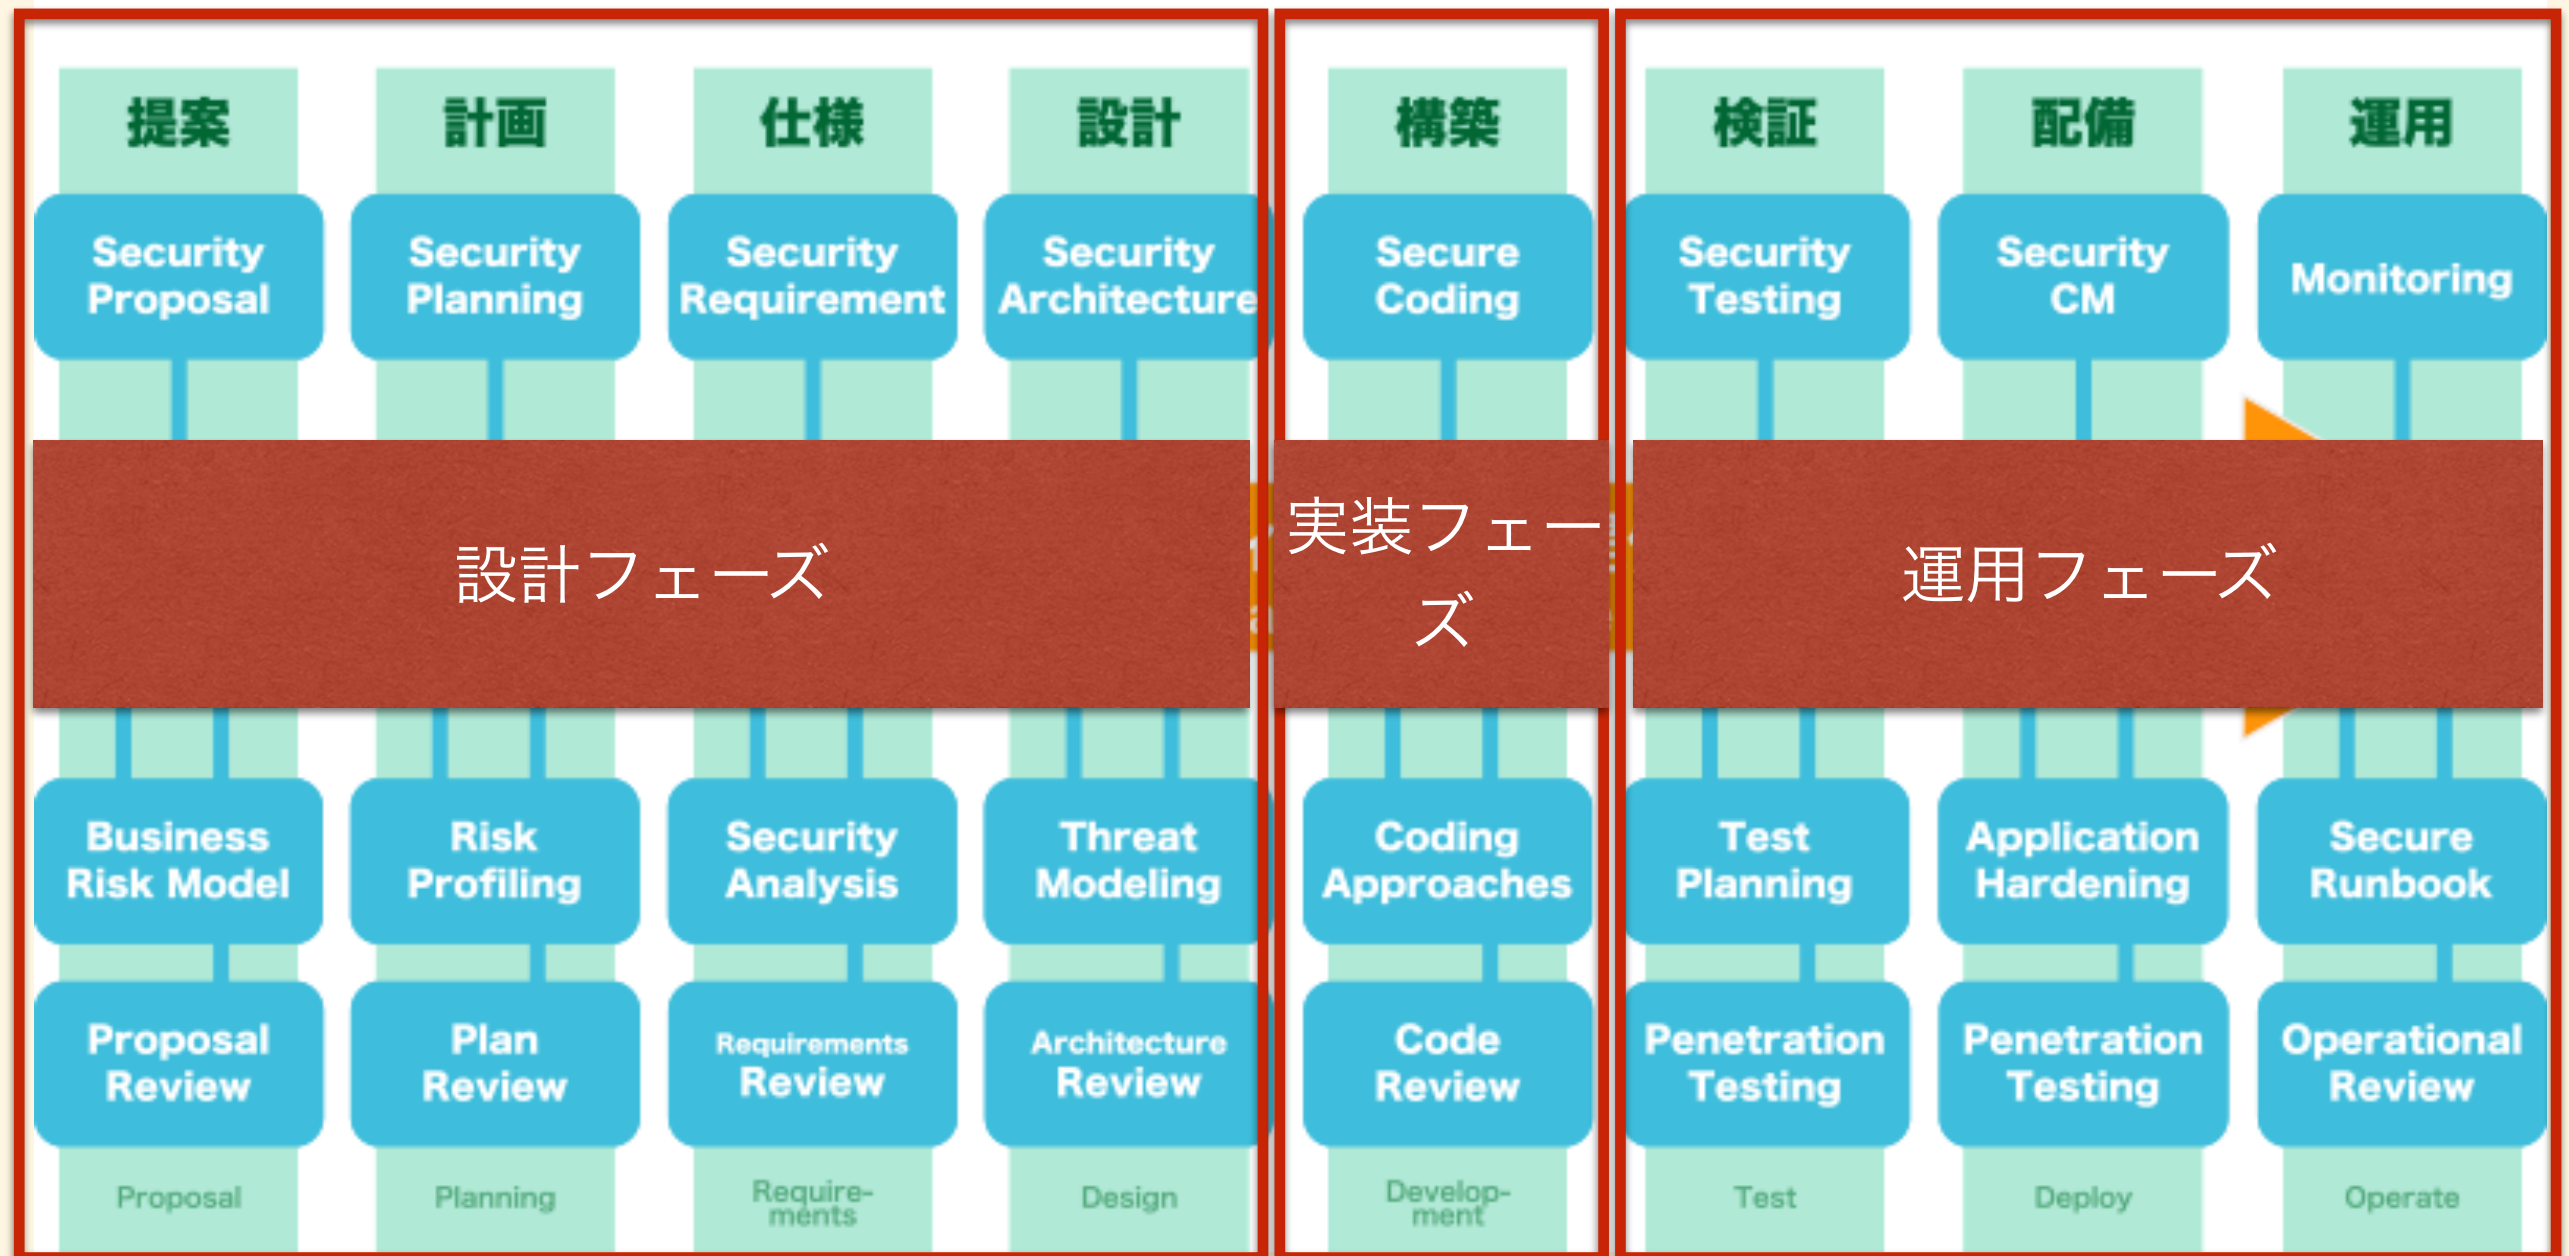 提案
計画
仕様
設計
構築
検証
配備
運用
Security
Proposal
Security
Planning
Security
Requirement
Security
Architecture
Secure
Coding
Security
Testing
Security
CM
Monitoring
設計フェーズ
実装フェー
ズ
運用フェーズ
Business
Risk Model
Risk
Profiling
Security
Analysis
Threat
Modeling
Coding
Approaches
Test
Planning
Application
Hardening
Secure
Runbook
Proposal
Review
Plan
Review
Requirements
Review
Architecture
Review
Code
Review
Penetration
Testing
Penetration
Testing
Operational
Review
Proposal
Planning
Require-
ments
Design
Develop-
ment
Test
Deploy
Operate